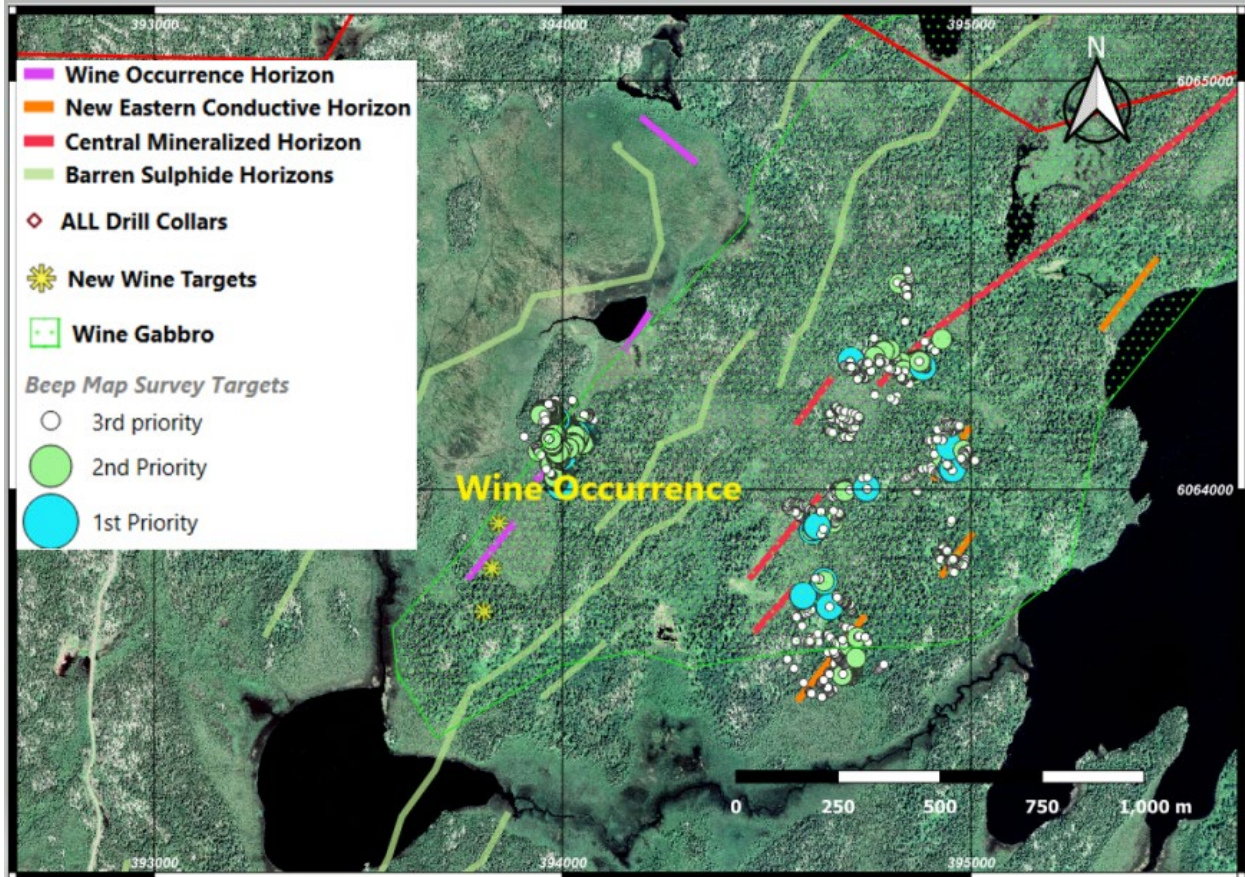 393000
394000
395000
N
6065000
Wine Occurrence Horizon
New Eastern Conductive Horizon
Central Mineralized Horizon
Barren Sulphide Horizons
ALL Drill Collars
New Wine Targets
Wine Gabbro
Beep Map Survey Targets
3rd priority
2nd Priority
1st Priority
Wine Occurrence
6064000
0 250 500 750 1,000 m
393000
394000
395000